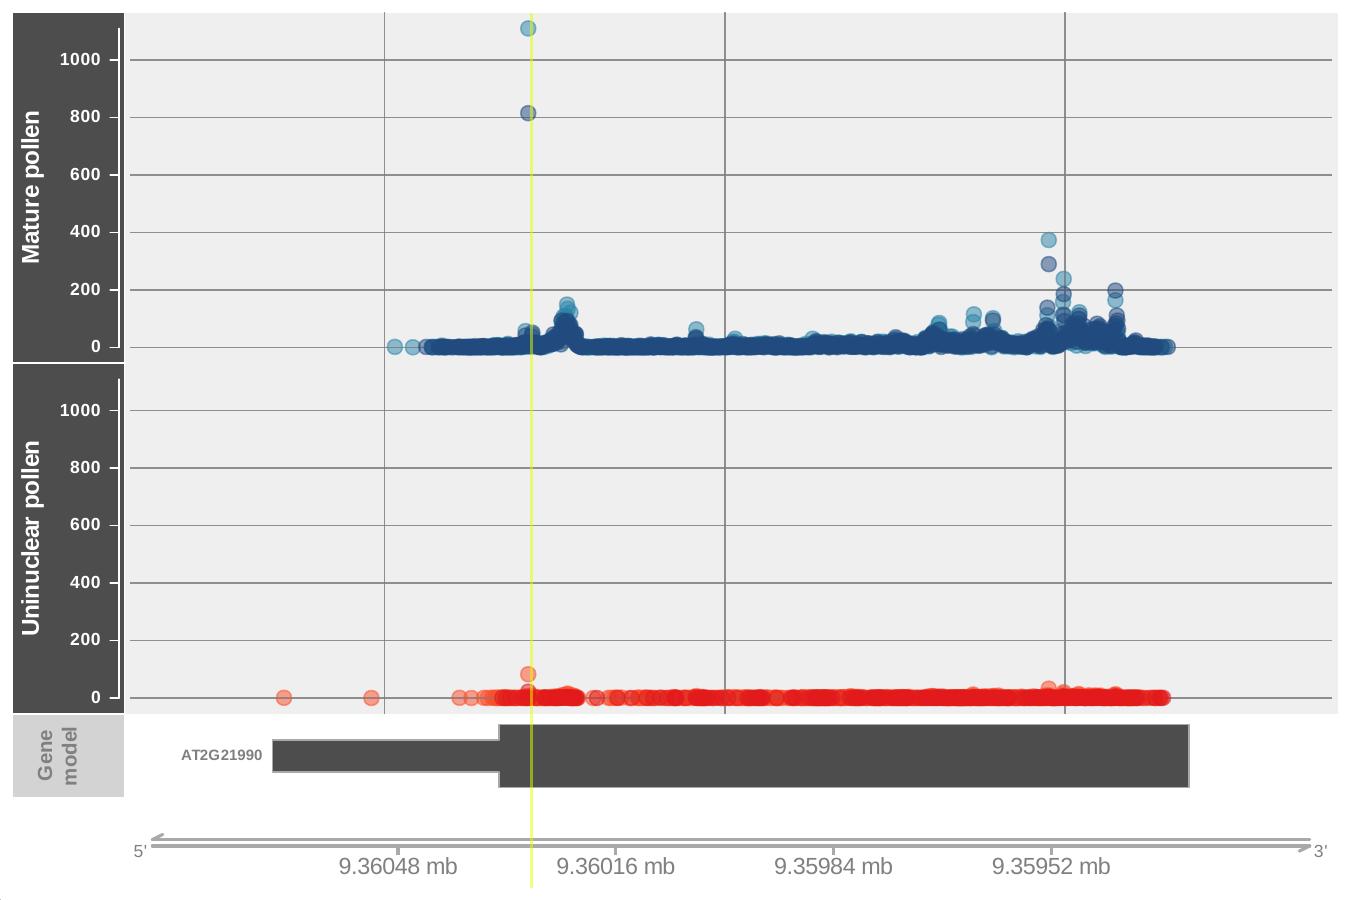 Mature pollen
1000
800
600
400
200
0
Uninuclear pollen
1000
800
600
400
200
0
Gene
model
AT2G21990
5'
3'
9.36048 mb
9.36016 mb
9.35984 mb
9.35952 mb